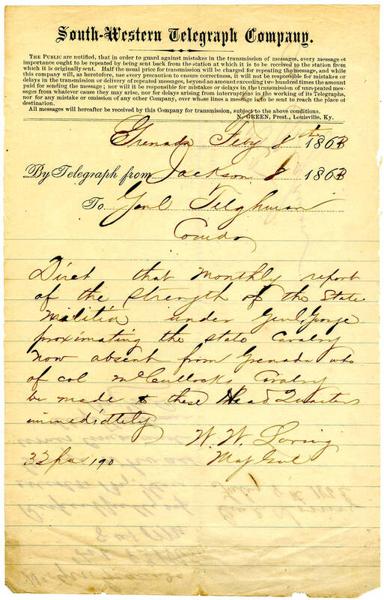 South-Western Telegraph Company.
The Public are notified, that in order to guard against mistakes in the transmission of messages, every message of
importance ought to be repeated by being sent back from the station at which it is to be received to the station from
which it is originally sent. Half the usual price for transmission will be charged for repeating the message, and while
this company will, as heretofore, use every precaution to ensure correctness, it will not be responsible for mistakes or
delays in the transmission or delivery of repeated messages, beyond an amount exceeding two hundred times the amount
paid for sending the message; nor will it be responsible for mistakes or delays in the transmission of unrepeated mes-
sages from whatever cause they may arise, nor for delays arising from interruptions in the working of its Telegraphs,
nor for any mistake or omission of any other Company, over whose lines a message is to be sent to reach the place of
destination.
All messages will hereafter be received by this Company for transmission, subject to the above conditions.
N. GREEN, Prest., Louisville, Ky.
Grenada Feby 8th 1863
By Telegraph from Jackson 8 1863
To Genl Tilghman
Comdg
Direct that monthly report
of the strength of the State
Militia under Genl George
proximating the state Cavalry
now absent from Grenada who
of col McCullocks Cavalry
be made to these Head Quarters
immidiately
W. W. Loring
Maj Genl
33 pas 190